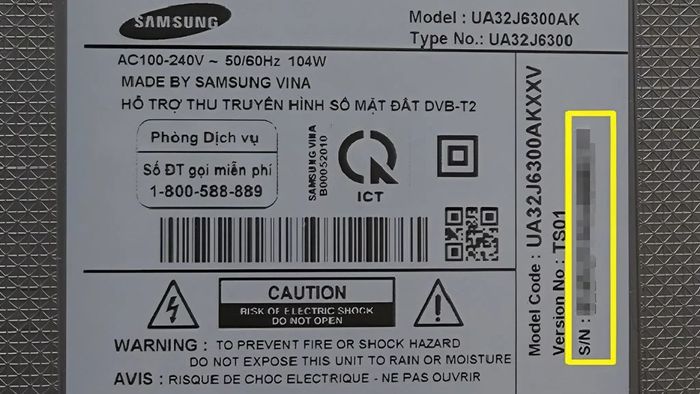 SAMSUNG
Model : UA32J6300AK
Type No.: UA32J6300
AC100-240V ~ 50/60Hz 104W
MADE BY SAMSUNG VINA
HỖ TRỢ THU TRUYỀN HÌNH SỐ MẶT ĐẤT DVB-T2
Phòng Dịch vụ
Số ĐT gọi miễn phí
1-800-588-889
SAMSUNG VINA
B00052010
ICT
CAUTION
RISK OF ELECTRIC SHOCK
DO NOT OPEN
WARNING : TO PREVENT FIRE OR SHOCK HAZARD
DO NOT EXPOSE THIS UNIT TO RAIN OR MOISTURE
AVIS : RISQUE DE CHOC ELECTRIQUE - NE PAS OUVRIR
Model Code : UA32J6300AKXXV
Version No : TS01
S/N :